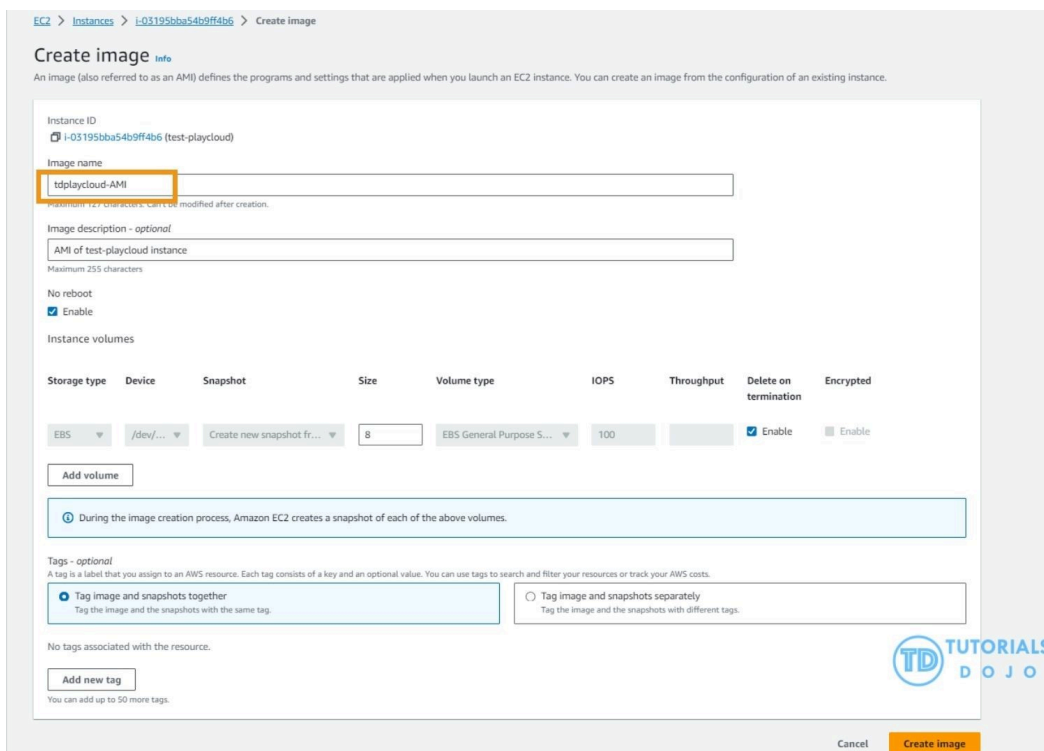 EC2 > Instances > i-03195bba54b9ff4b6 > Create image
Create image Info
An image (also referred to as an AMI) defines the programs and settings that are applied when you launch an EC2 instance. You can create an image from the configuration of an existing instance.
Instance ID
i-03195bba54b9ff4b6 (test-playcloud)
Image name
tdplaycloud-AMI
Maximum 127 characters. Can't be modified after creation.
Image description - optional
AMI of test-playcloud instance
Maximum 255 characters
No reboot
Enable
Instance volumes
Storage type Device Snapshot Size Volume type IOPS Throughput Delete on termination Encrypted
EBS /dev/... Create new snapshot fr... 8 EBS General Purpose S... 100 Enable Enable
Add volume
During the image creation process, Amazon EC2 creates a snapshot of each of the above volumes.
Tags - optional
A tag is a label that you assign to an AWS resource. Each tag consists of a key and an optional value. You can use tags to search and filter your resources or track your AWS costs.
Tag image and snapshots together Tag image and snapshots separately
Tag the image and the snapshots with the same tag. Tag the image and the snapshots with different tags.
No tags associated with the resource.
Add new tag
You can add up to 50 more tags.
TD TUTORIALS
DOJO
Cancel Create image